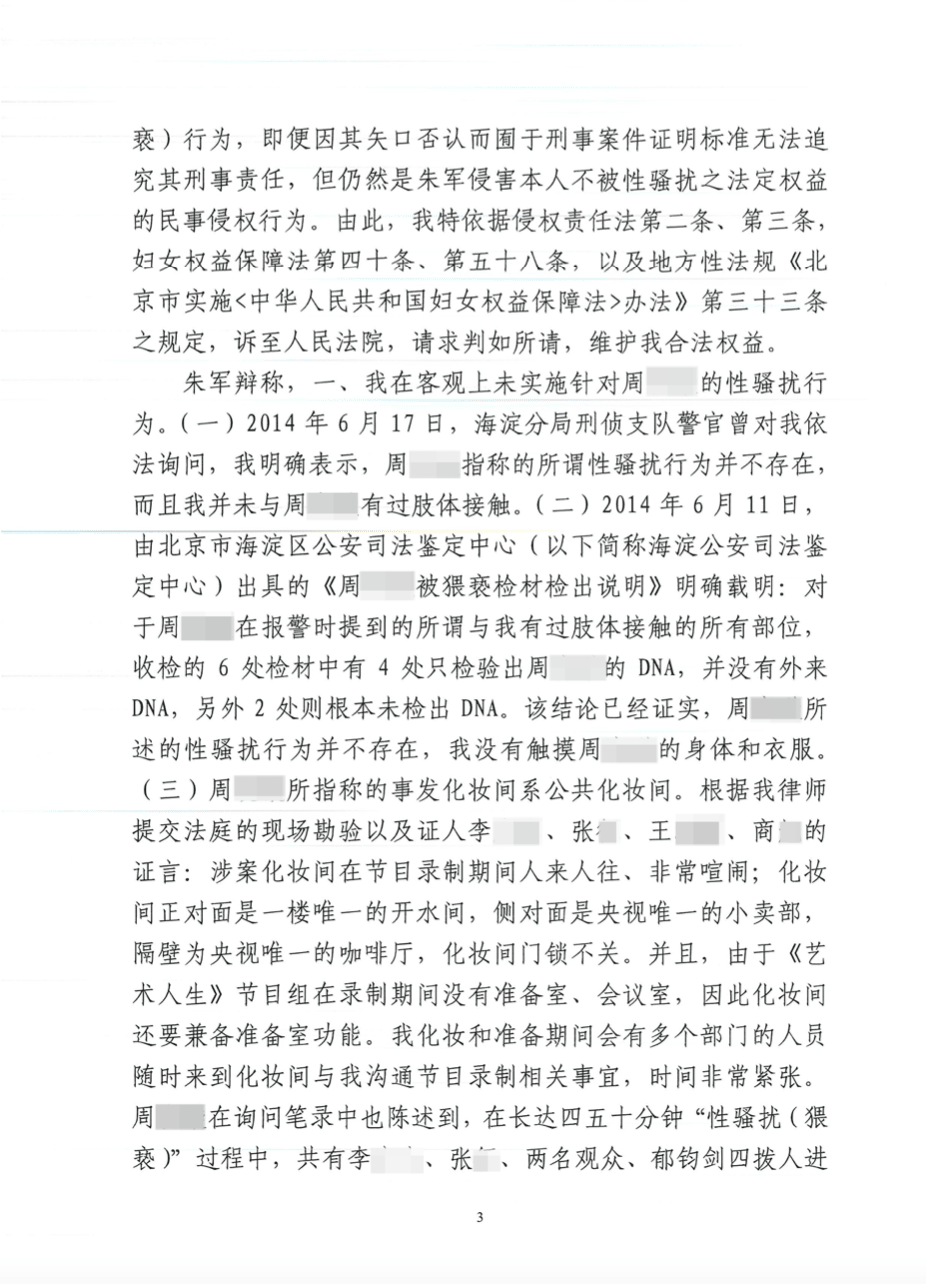 亵）行为，即便因其矢口否认而囿于刑事案件证明标准无法追
究其刑事责任，但仍然是朱军侵害本人不被性骚扰之法定权益
的民事侵权行为。由此，我特依据侵权责任法第二条、第三条，
妇女权益保障法第四十条、第五十八条，以及地方性法规《北
京市实施<中华人民共和国妇女权益保障法>办法》第三十三条
之规定，诉至人民法院，请求判如所请，维护我合法权益。
朱军辩称，一、我在客观上未实施针对周 的性骚扰行
为。（一）2014 年 6 月 17 日，海淀分局刑侦支队警官曾对我依
法询问，我明确表示，周 指称的所谓性骚扰行为并不存在，
而且我并未与周 有过肢体接触。（二）2014 年 6 月 11 日，
由北京市海淀区公安司法鉴定中心（以下简称海淀公安司法鉴
定中心）出具的《周 被猥亵检材检出说明》明确载明：对
于周 在报警时提到的所谓与我有过肢体接触的所有部位，
收检的 6 处检材中有 4 处只检验出周 的 DNA，并没有外来
DNA，另外 2 处则根本未检出 DNA。该结论已经证实，周 所
述的性骚扰行为并不存在，我没有触摸周 的身体和衣服。
（三）周 所指称的事发化妆间系公共化妆间。根据我律师
提交法庭的现场勘验以及证人李 、张 、王 、商 的
证言：涉案化妆间在节目录制期间人来人往、非常喧闹；化妆
间正对面是一楼唯一的开水间，侧对面是央视唯一的小卖部，
隔壁为央视唯一的咖啡厅，化妆间门锁不关。并且，由于《艺
术人生》节目组在录制期间没有准备室、会议室，因此化妆间
还要兼备准备室功能。我化妆和准备期间会有多个部门的人员
随时来到化妆间与我沟通节目录制相关事宜，时间非常紧张。
周 在询问笔录中也陈述到，在长达四五十分钟“性骚扰（猥
亵）”过程中，共有李 、张 、两名观众、郁钧剑四拨人进
3